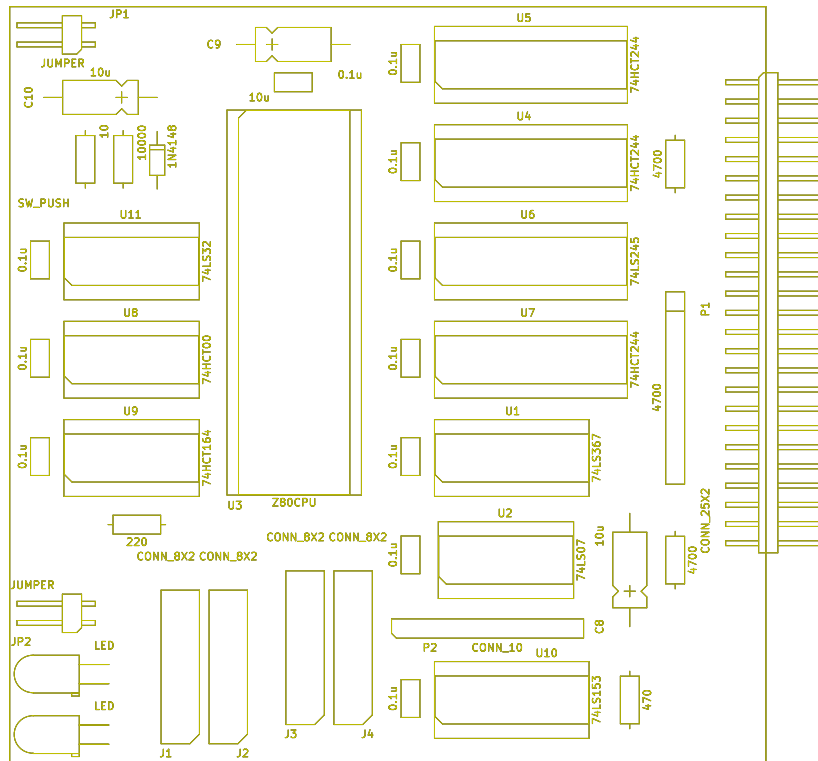 JP1
JUMPER
10u
C10
C9
0.1u
10u
U5
0.1u
74HCT244
10
10000
1N4148
U4
0.1u
74HCT244
4700
SW_PUSH
U11
0.1u
74LS32
U6
0.1u
74LS245
U8
0.1u
74HCT00
U7
0.1u
74HCT244
P1
4700
U9
0.1u
74HCT164
U1
0.1u
74LS367
U3
Z80CPU
CONN_25X2
220
U2
0.1u
74LS07
10u
4700
CONN_8X2 CONN_8X2
CONN_8X2 CONN_8X2
JUMPER
JP2
C8
P2
CONN_10
U10
LED
0.1u
74LS153
470
LED
J1
J2
J3
J4